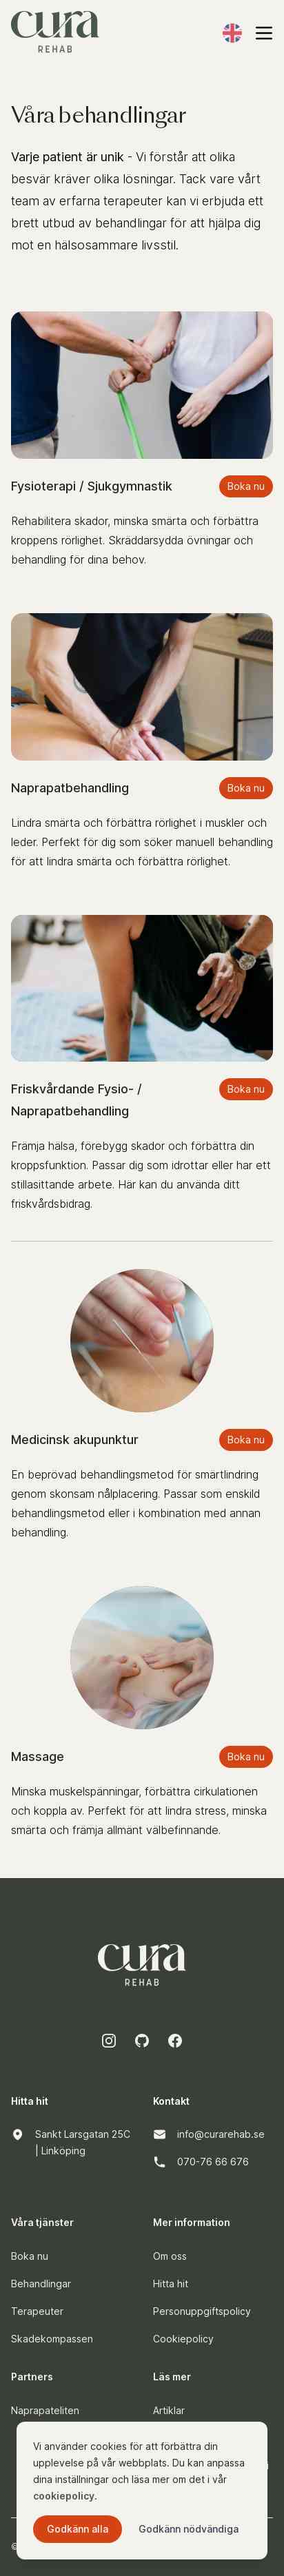 cura
REHAB
Våra behandlingar
Varje patient är unik - Vi förstår att olika
besvär kräver olika lösningar. Tack vare vårt
team av erfarna terapeuter kan vi erbjuda ett
brett utbud av behandlingar för att hjälpa dig
mot en hälsosammare livsstil.
Fysioterapi / Sjukgymnastik
Boka nu
Rehabilitera skador, minska smärta och förbättra
kroppens rörlighet. Skräddarsydda övningar och
behandling för dina behov.
Naprapatbehandling
Boka nu
Lindra smärta och förbättra rörlighet i muskler och
leder. Perfekt för dig som söker manuell behandling
för att lindra smärta och förbättra rörlighet.
Friskvårdande Fysio- /
Naprapatbehandling
Boka nu
Främja hälsa, förebygg skador och förbättra din
kroppsfunktion. Passar dig som idrottar eller har ett
stillasittande arbete. Här kan du använda ditt
friskvårdsbidrag.
Medicinsk akupunktur
Boka nu
En beprövad behandlingsmetod för smärtlindring
genom skonsam nålplacering. Passar som enskild
behandlingsmetod eller i kombination med annan
behandling.
Massage
Boka nu
Minska muskelspänningar, förbättra cirkulationen
och koppla av. Perfekt för att lindra stress, minska
smärta och främja allmänt välbefinnande.
cura
REHAB
Hitta hit
Sankt Larsgatan 25C
| Linköping
Kontakt
info@curarehab.se
070-76 66 676
Våra tjänster
Boka nu
Behandlingar
Terapeuter
Skadekompassen
Mer information
Om oss
Hitta hit
Personuppgiftspolicy
Cookiepolicy
Partners
Naprapateliten
Läs mer
Artiklar
Vi använder cookies för att förbättra din
upplevelse på vår webbplats. Du kan anpassa
dina inställningar och läsa mer om det i vår
cookiepolicy.
Godkänn alla
Godkänn nödvändiga